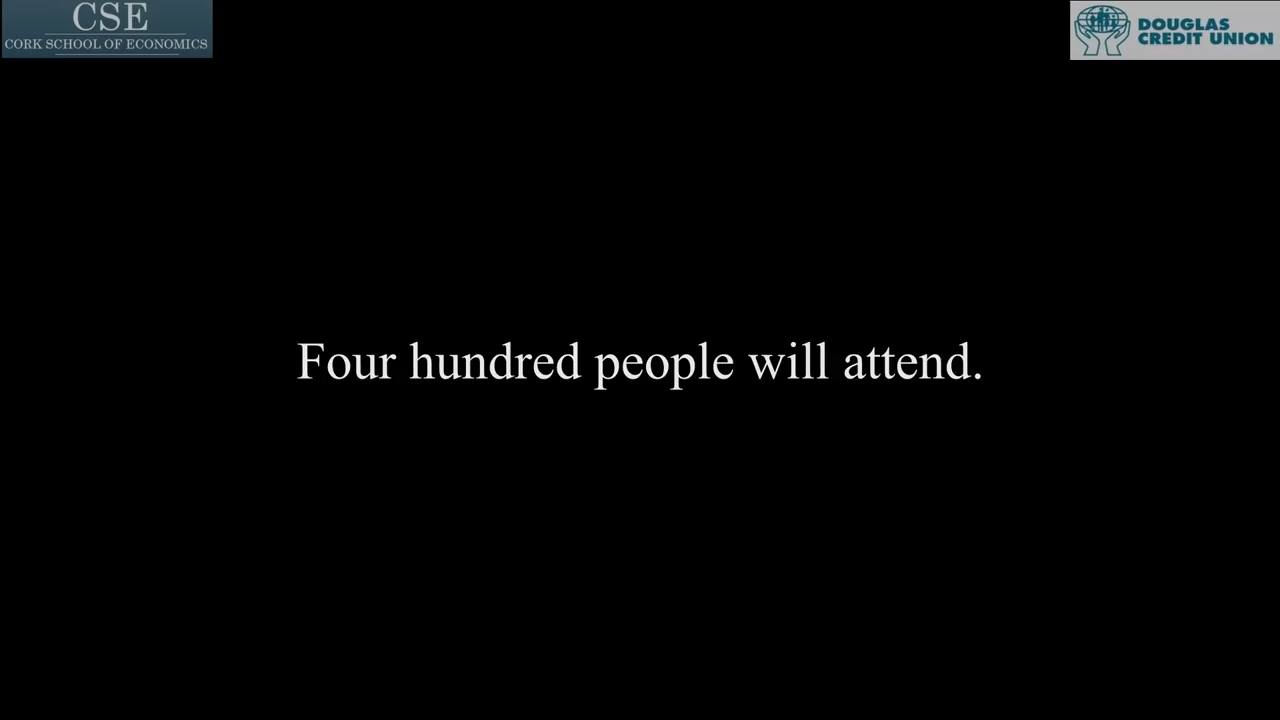 CSE
CORK SCHOOL OF ECONOMICS
DOUGLAS
CREDIT UNION
Four hundred people will attend.